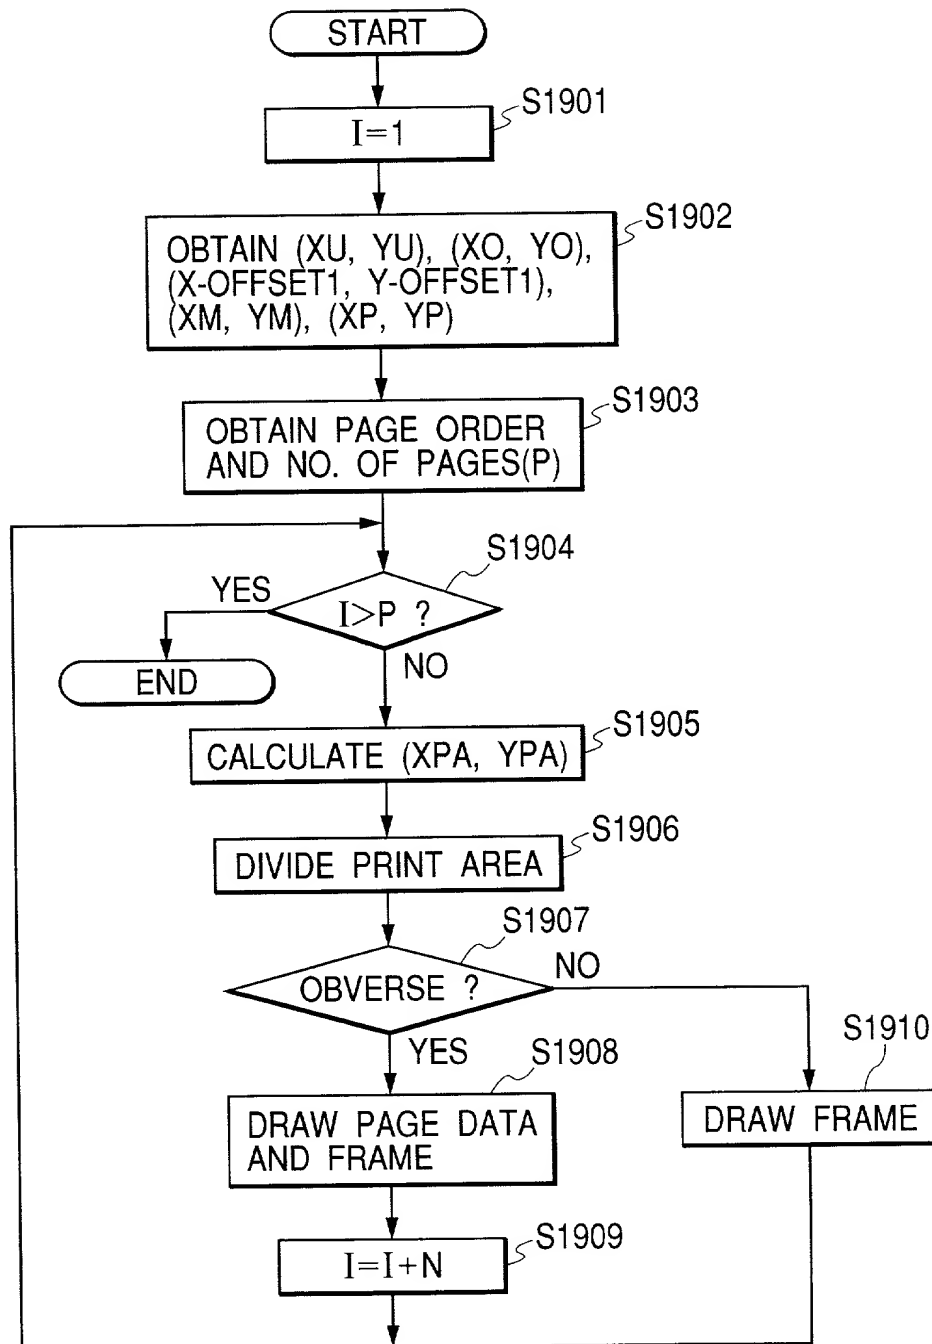 START
S1901
I=1
S1902
OBTAIN (XU, YU), (XO, YO),
(X-OFFSET1, Y-OFFSET1),
(XM, YM), (XP, YP)
S1903
OBTAIN PAGE ORDER
AND NO. OF PAGES(P)
S1904
YES
I>P ?
END
NO
S1905
CALCULATE (XPA, YPA)
S1906
DIVIDE PRINT AREA
S1907
OBVERSE ?
NO
YES
S1908
S1910
DRAW PAGE DATA
AND FRAME
DRAW FRAME
S1909
I=I+N